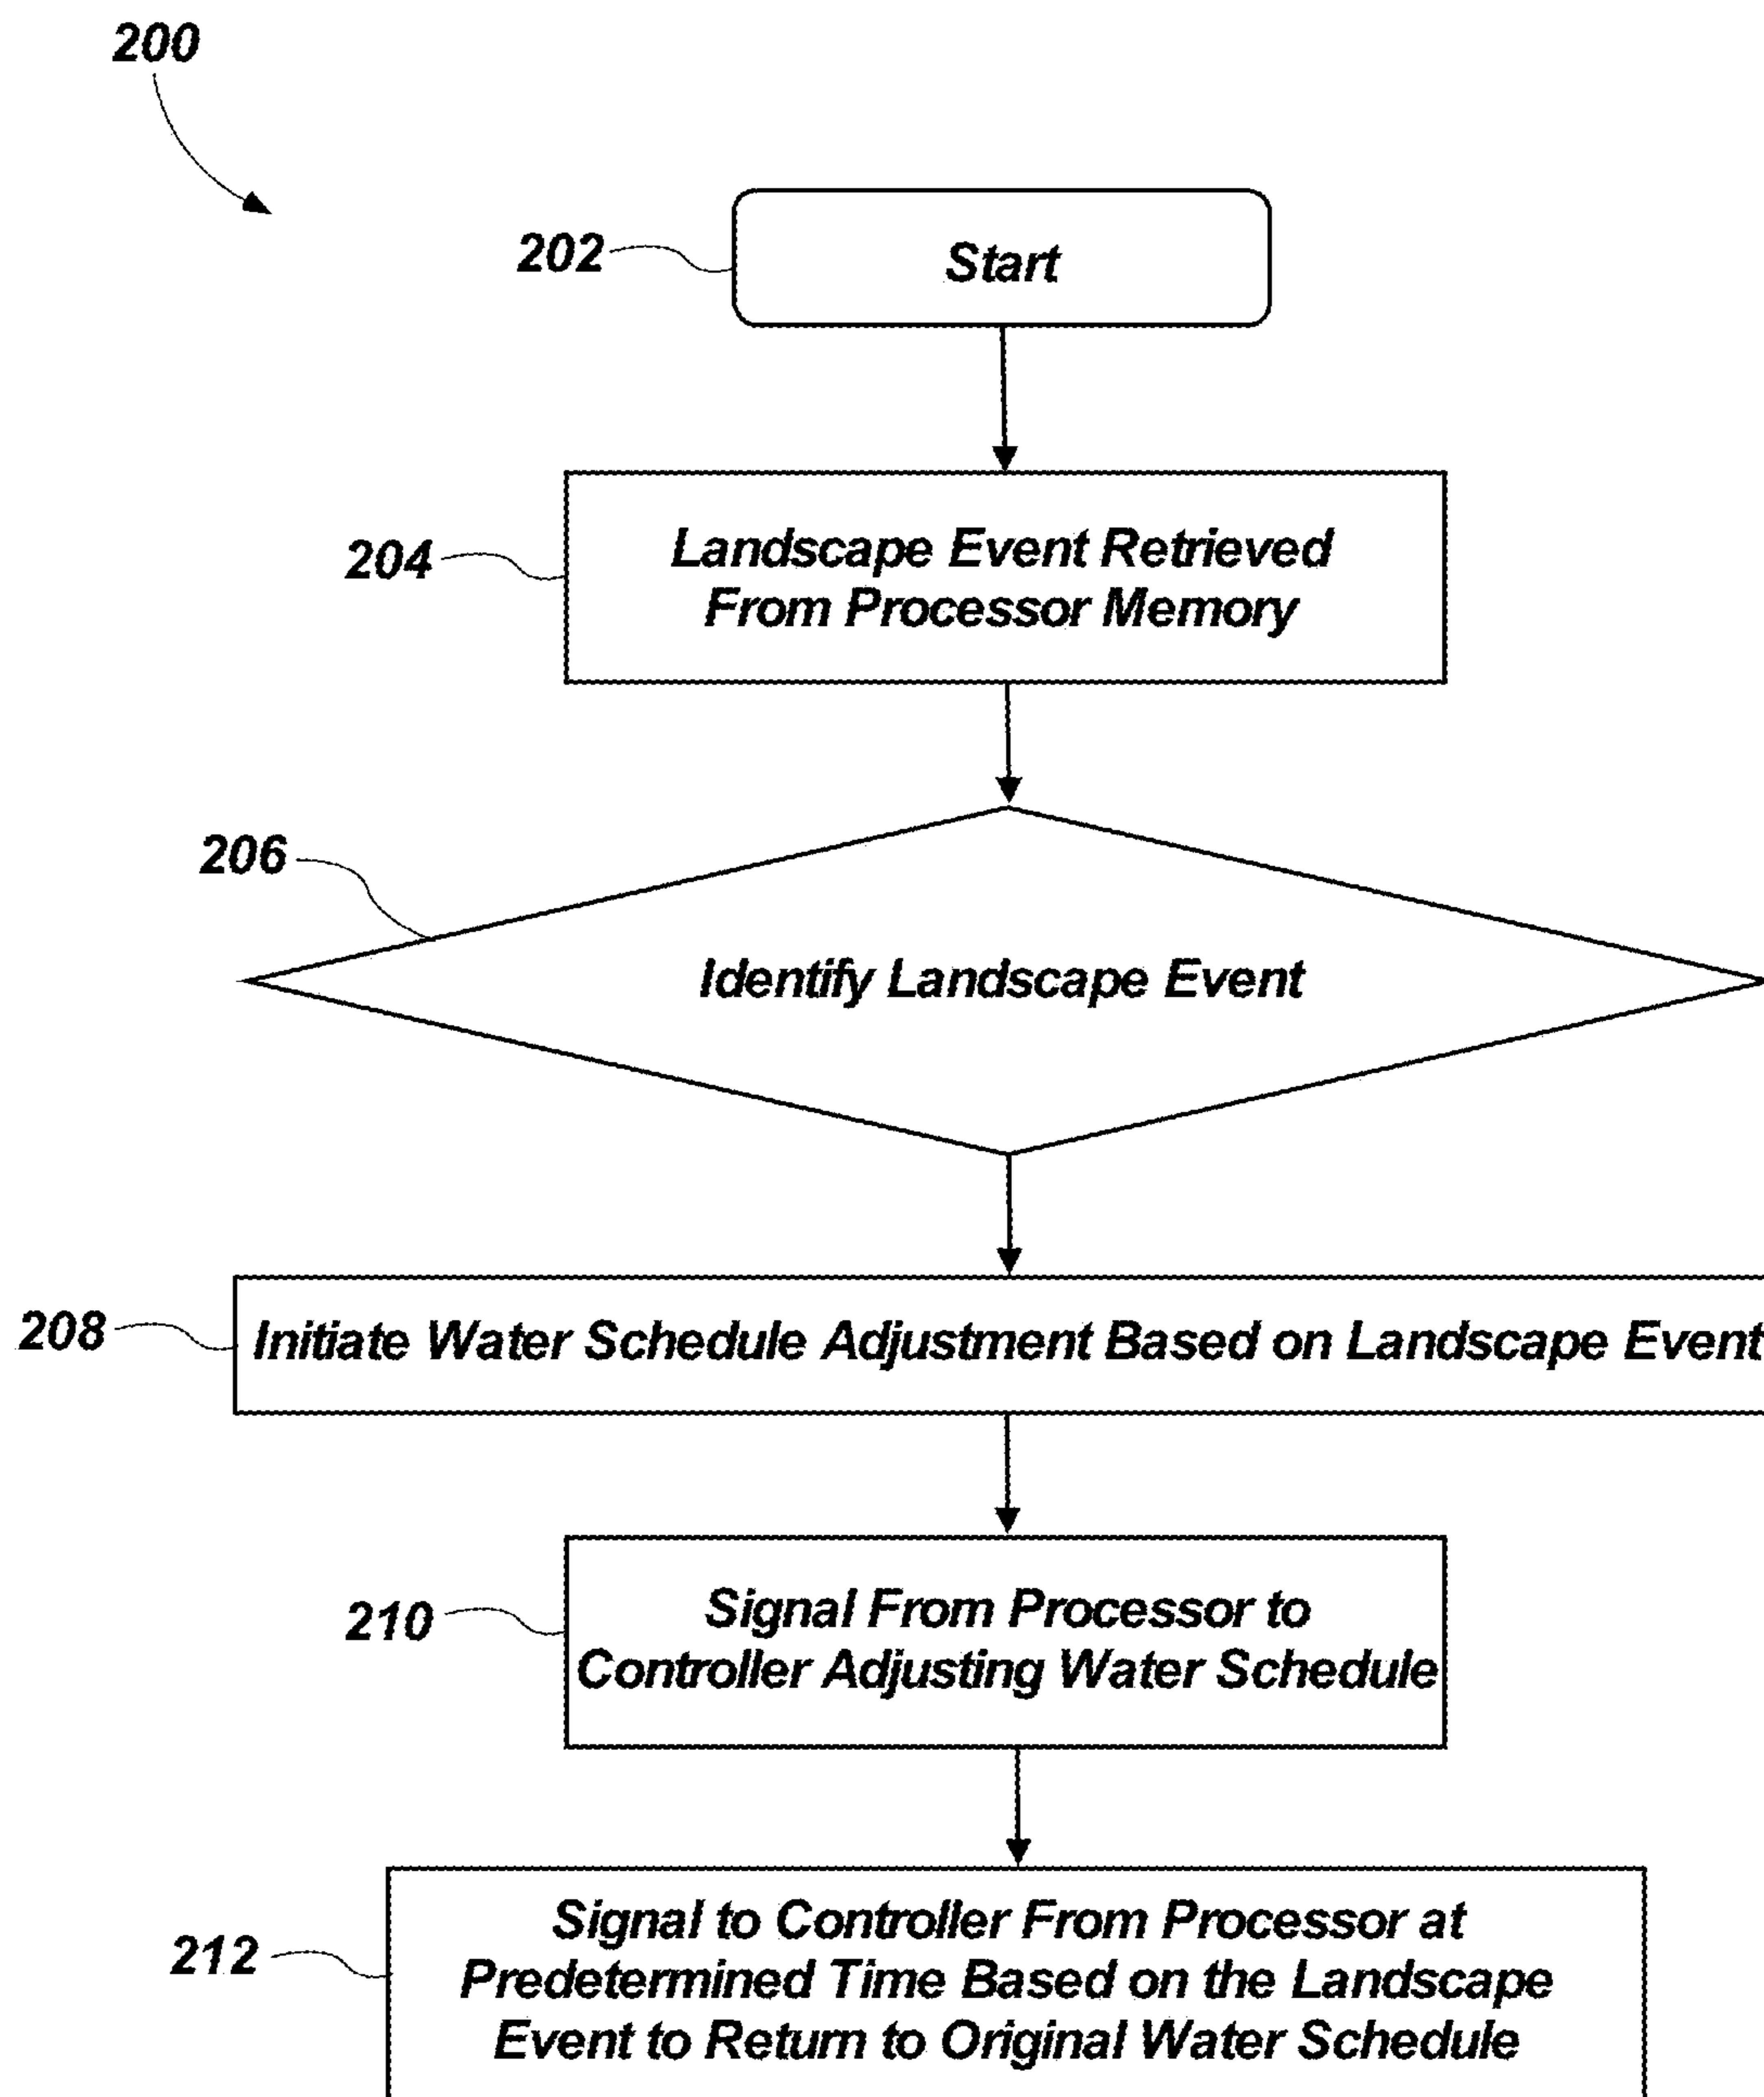 200
202
Start
204
Landscape Event Retrieved
From Processor Memory
206
Identify Landscape Event
208
Initiate Water Schedule Adjustment Based on Landscape Event
210
Signal From Processor to
Controller Adjusting Water Schedule
212
Signal to Controller From Processor at
Predetermined Time Based on the Landscape
Event to Return to Original Water Schedule